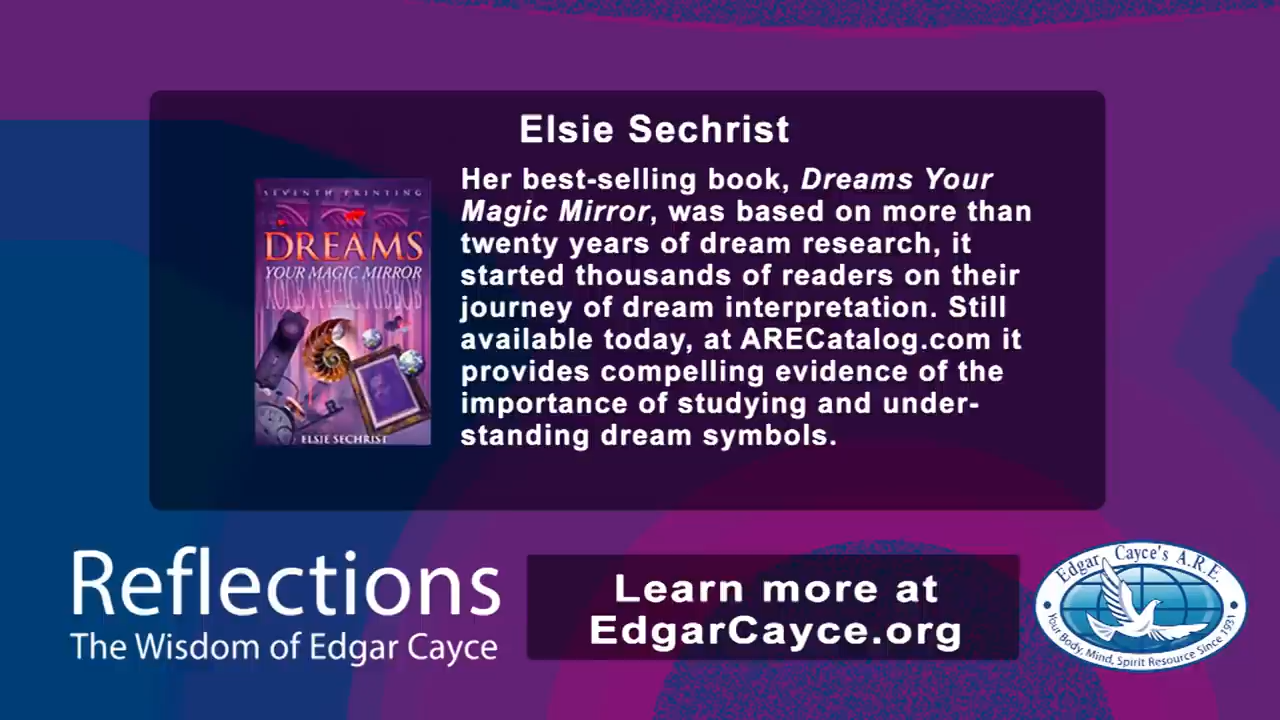 Elsie Sechrist
SEVENTH PRINTING
DREAMS
YOUR MAGIC MIRROR
ELSIE SECHRIST
Her best-selling book, Dreams Your
Magic Mirror, was based on more than
twenty years of dream research, it
started thousands of readers on their
journey of dream interpretation. Still
available today, at ARECatalog.com it
provides compelling evidence of the
importance of studying and under-
standing dream symbols.
Reflections
The Wisdom of Edgar Cayce
Learn more at
EdgarCayce.org
Edgar Cayce's A.R.E.
Your Body, Mind, Spirit Resource Since 1931